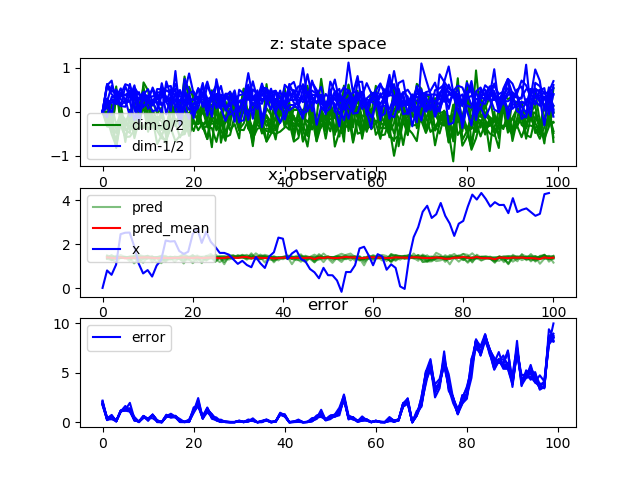 z: state space
1
0
−1
dim-0/2
dim-1/2
0 20 40 60 80 100
x: observation
4
2
0
pred
pred_mean
x
0 20 40 60 80 100
error
10
5
0
error
0 20 40 60 80 100